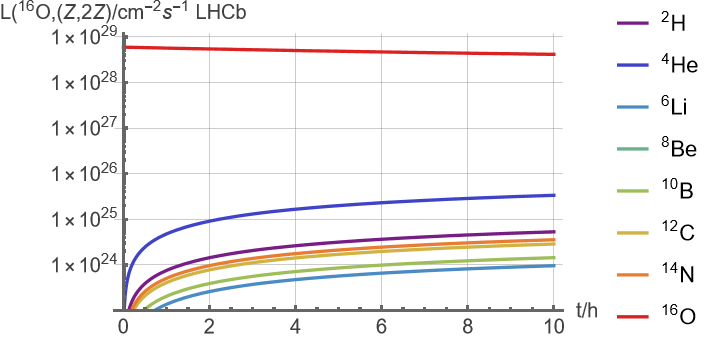 L(¹⁶O,(Z,2Z)/cm⁻²s⁻¹ LHCb
1×10²⁹
1×10²⁸
1×10²⁷
1×10²⁶
1×10²⁵
1×10²⁴
0 2 4 6 8 10 t/h
²H
⁴He
⁶Li
⁸Be
¹⁰B
¹²C
¹⁴N
¹⁶O